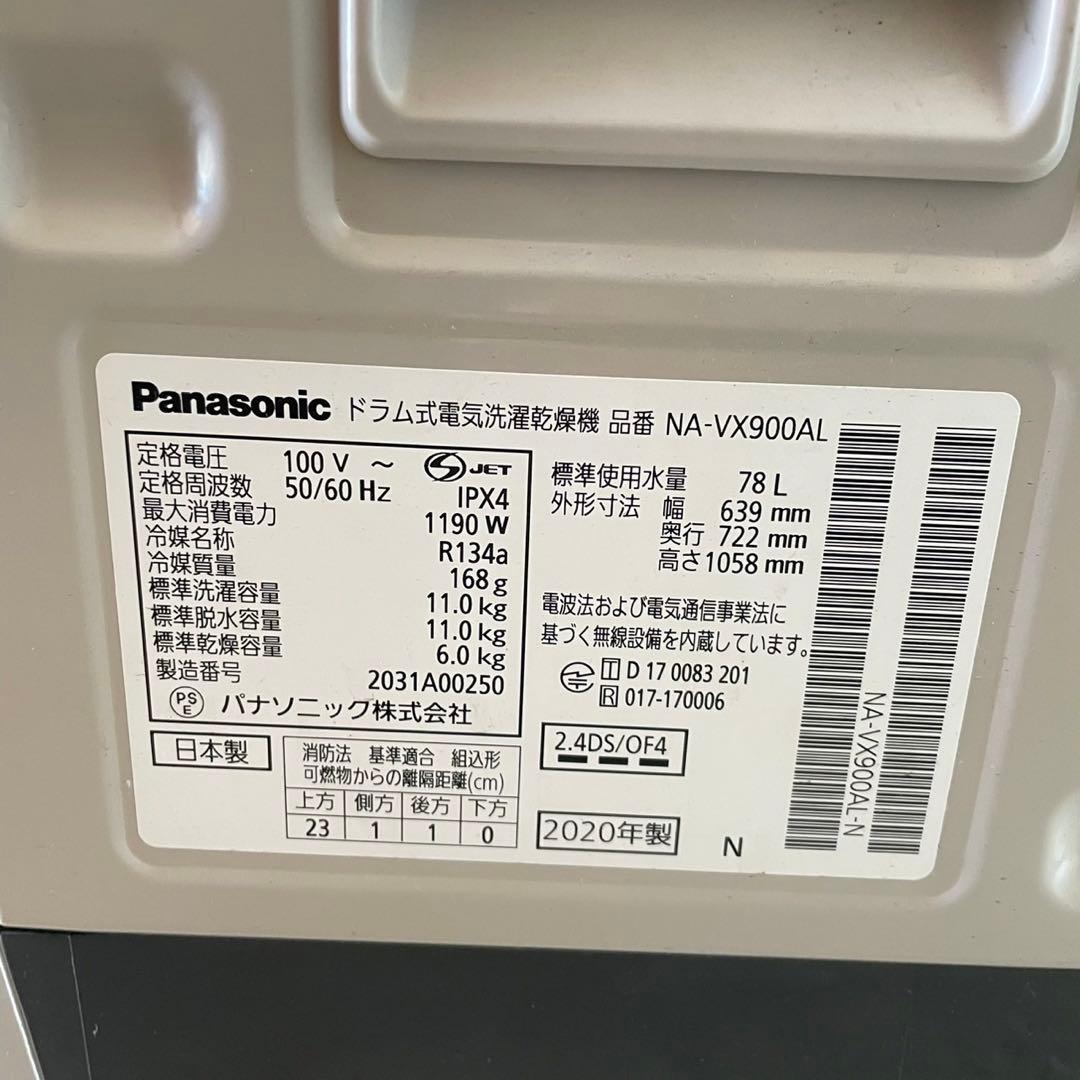 Panasonic ドラム式電気洗濯乾燥機 品番 NA-VX900AL
定格電圧 100 V ～ S JET
定格周波数 50/60 Hz IPX4
最大消費電力 1190 W
冷媒名称 R134a
冷媒質量 168 g
標準洗濯容量 11.0 kg
標準脱水容量 11.0 kg
標準乾燥容量 6.0 kg
製造番号 2031A00250
PS E パナソニック株式会社
日本製
消防法 基準適合 組込形
可燃物からの離隔距離(cm)
上方 側方 後方 下方
23 1 1 0
標準使用水量 78 L
外形寸法 幅 639 mm
奥行 722 mm
高さ 1058 mm
電波法および電気通信事業法に
基づく無線設備を内蔵しています。
T D 17 0083 201
R 017-170006
2.4DS/OF4
2020年製 N
NA-VX900AL-N